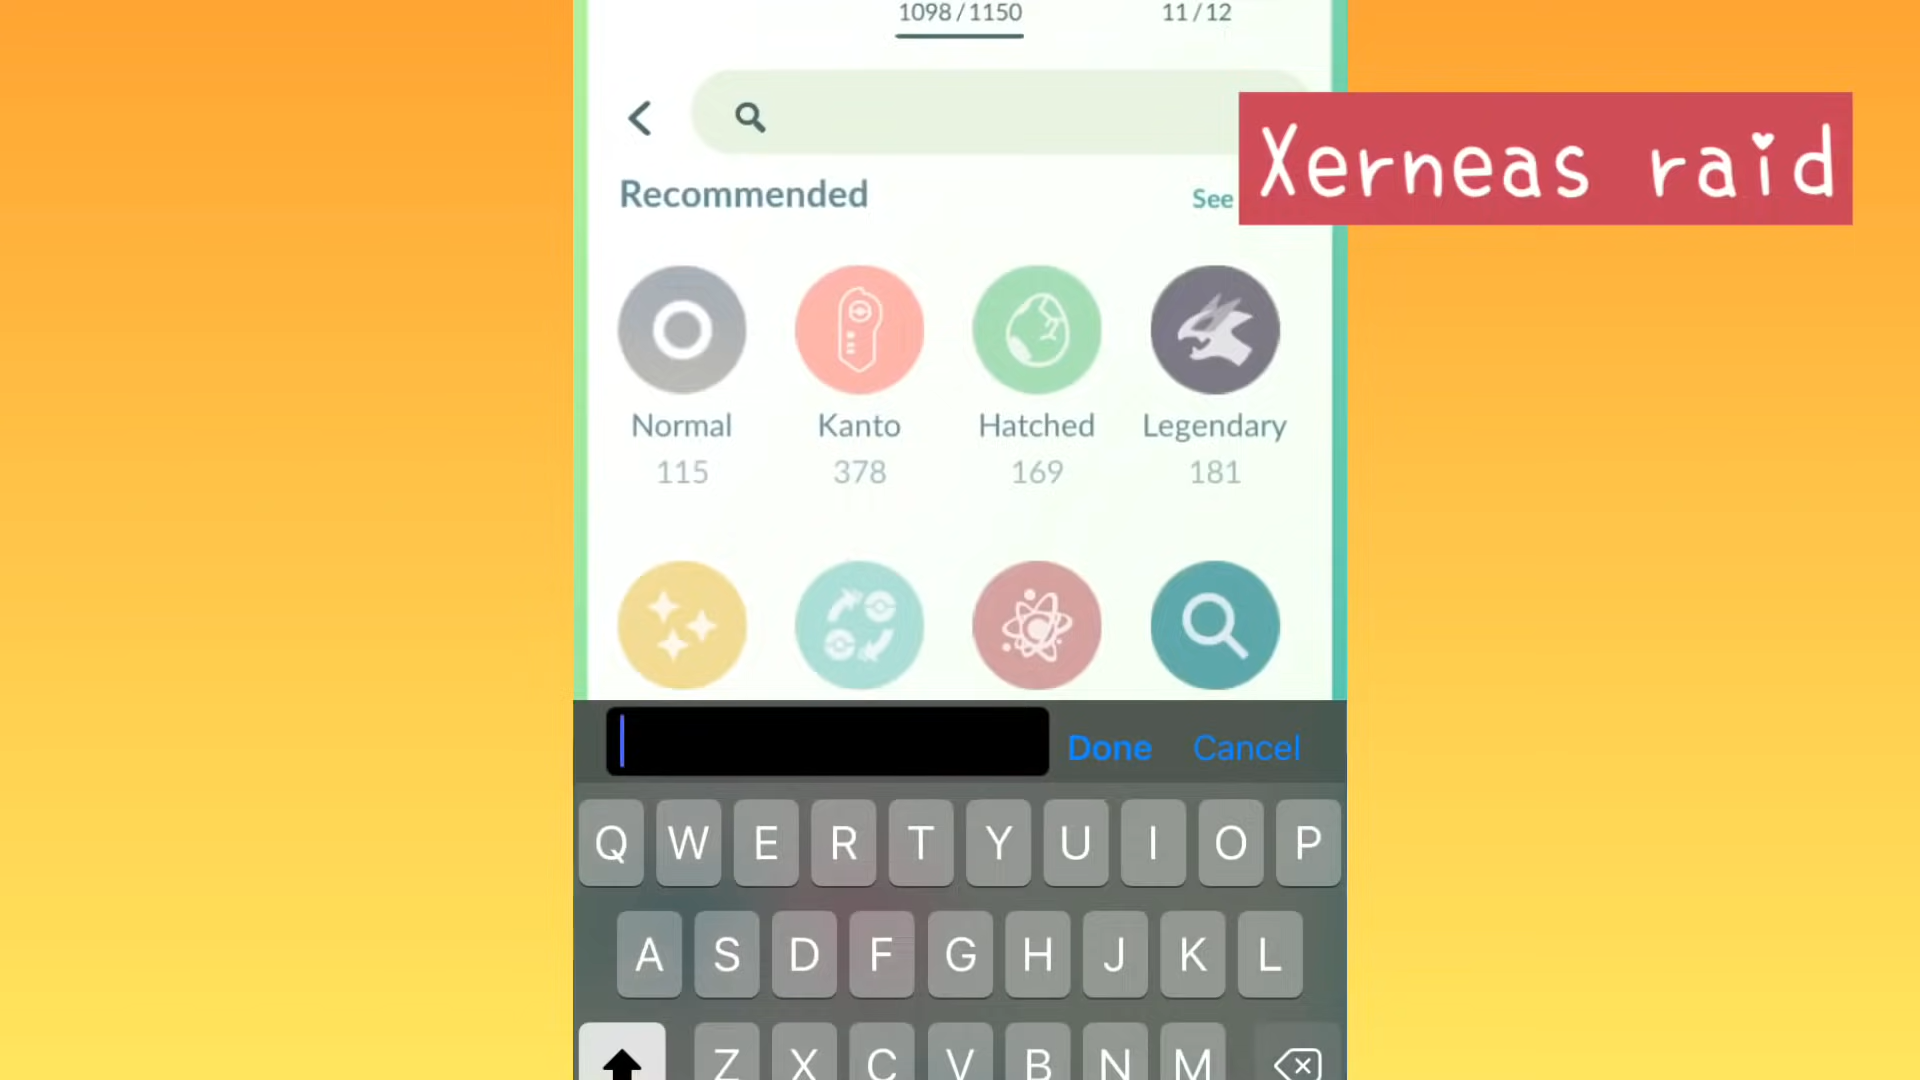 1098/1150 11/12
Xerneas raid
Recommended See
Normal Kanto Hatched Legendary
115 378 169 181
Done Cancel
Q W E R T Y U I O P
A S D F G H J K L
Z X C V B N M